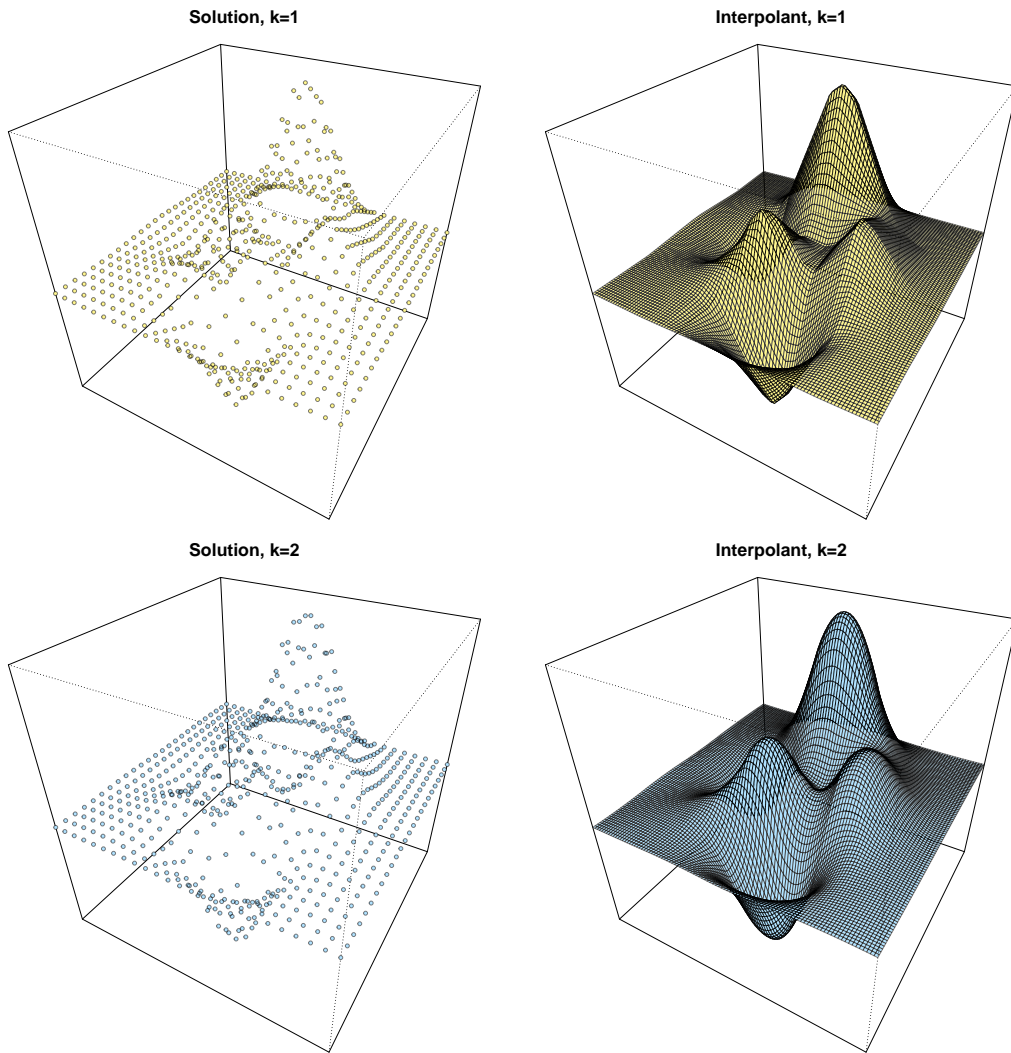 Solution, k=1
Interpolant, k=1
Solution, k=2
Interpolant, k=2